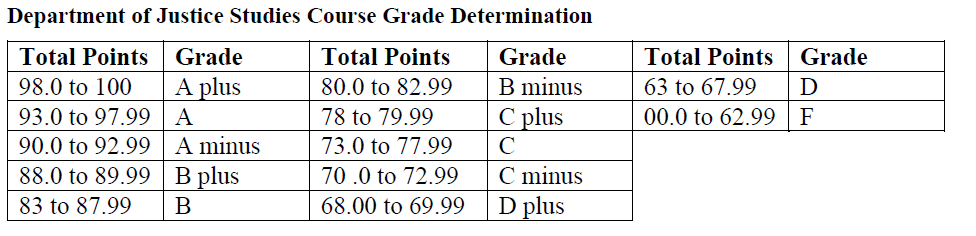 Department of Justice Studies Course Grade Determination
Total Points Grade Total Points Grade Total Points Grade
98.0 to 100 A plus 80.0 to 82.99 B minus 63 to 67.99 D
93.0 to 97.99 A 78 to 79.99 C plus 00.0 to 62.99 F
90.0 to 92.99 A minus 73.0 to 77.99 C
88.0 to 89.99 B plus 70 .0 to 72.99 C minus
83 to 87.99 B 68.00 to 69.99 D plus